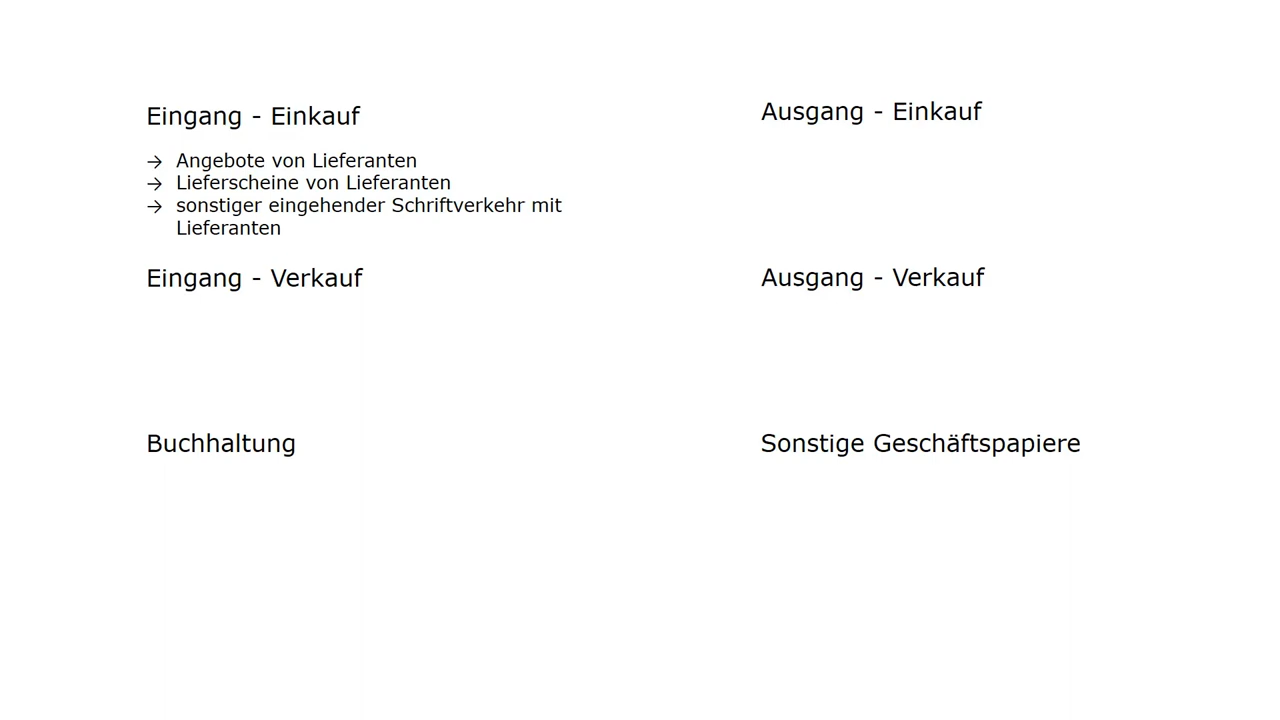 Eingang - Einkauf
→ Angebote von Lieferanten
→ Lieferscheine von Lieferanten
→ sonstiger eingehender Schriftverkehr mit
Lieferanten
Ausgang - Einkauf
Eingang - Verkauf
Ausgang - Verkauf
Buchhaltung
Sonstige Geschäftspapiere